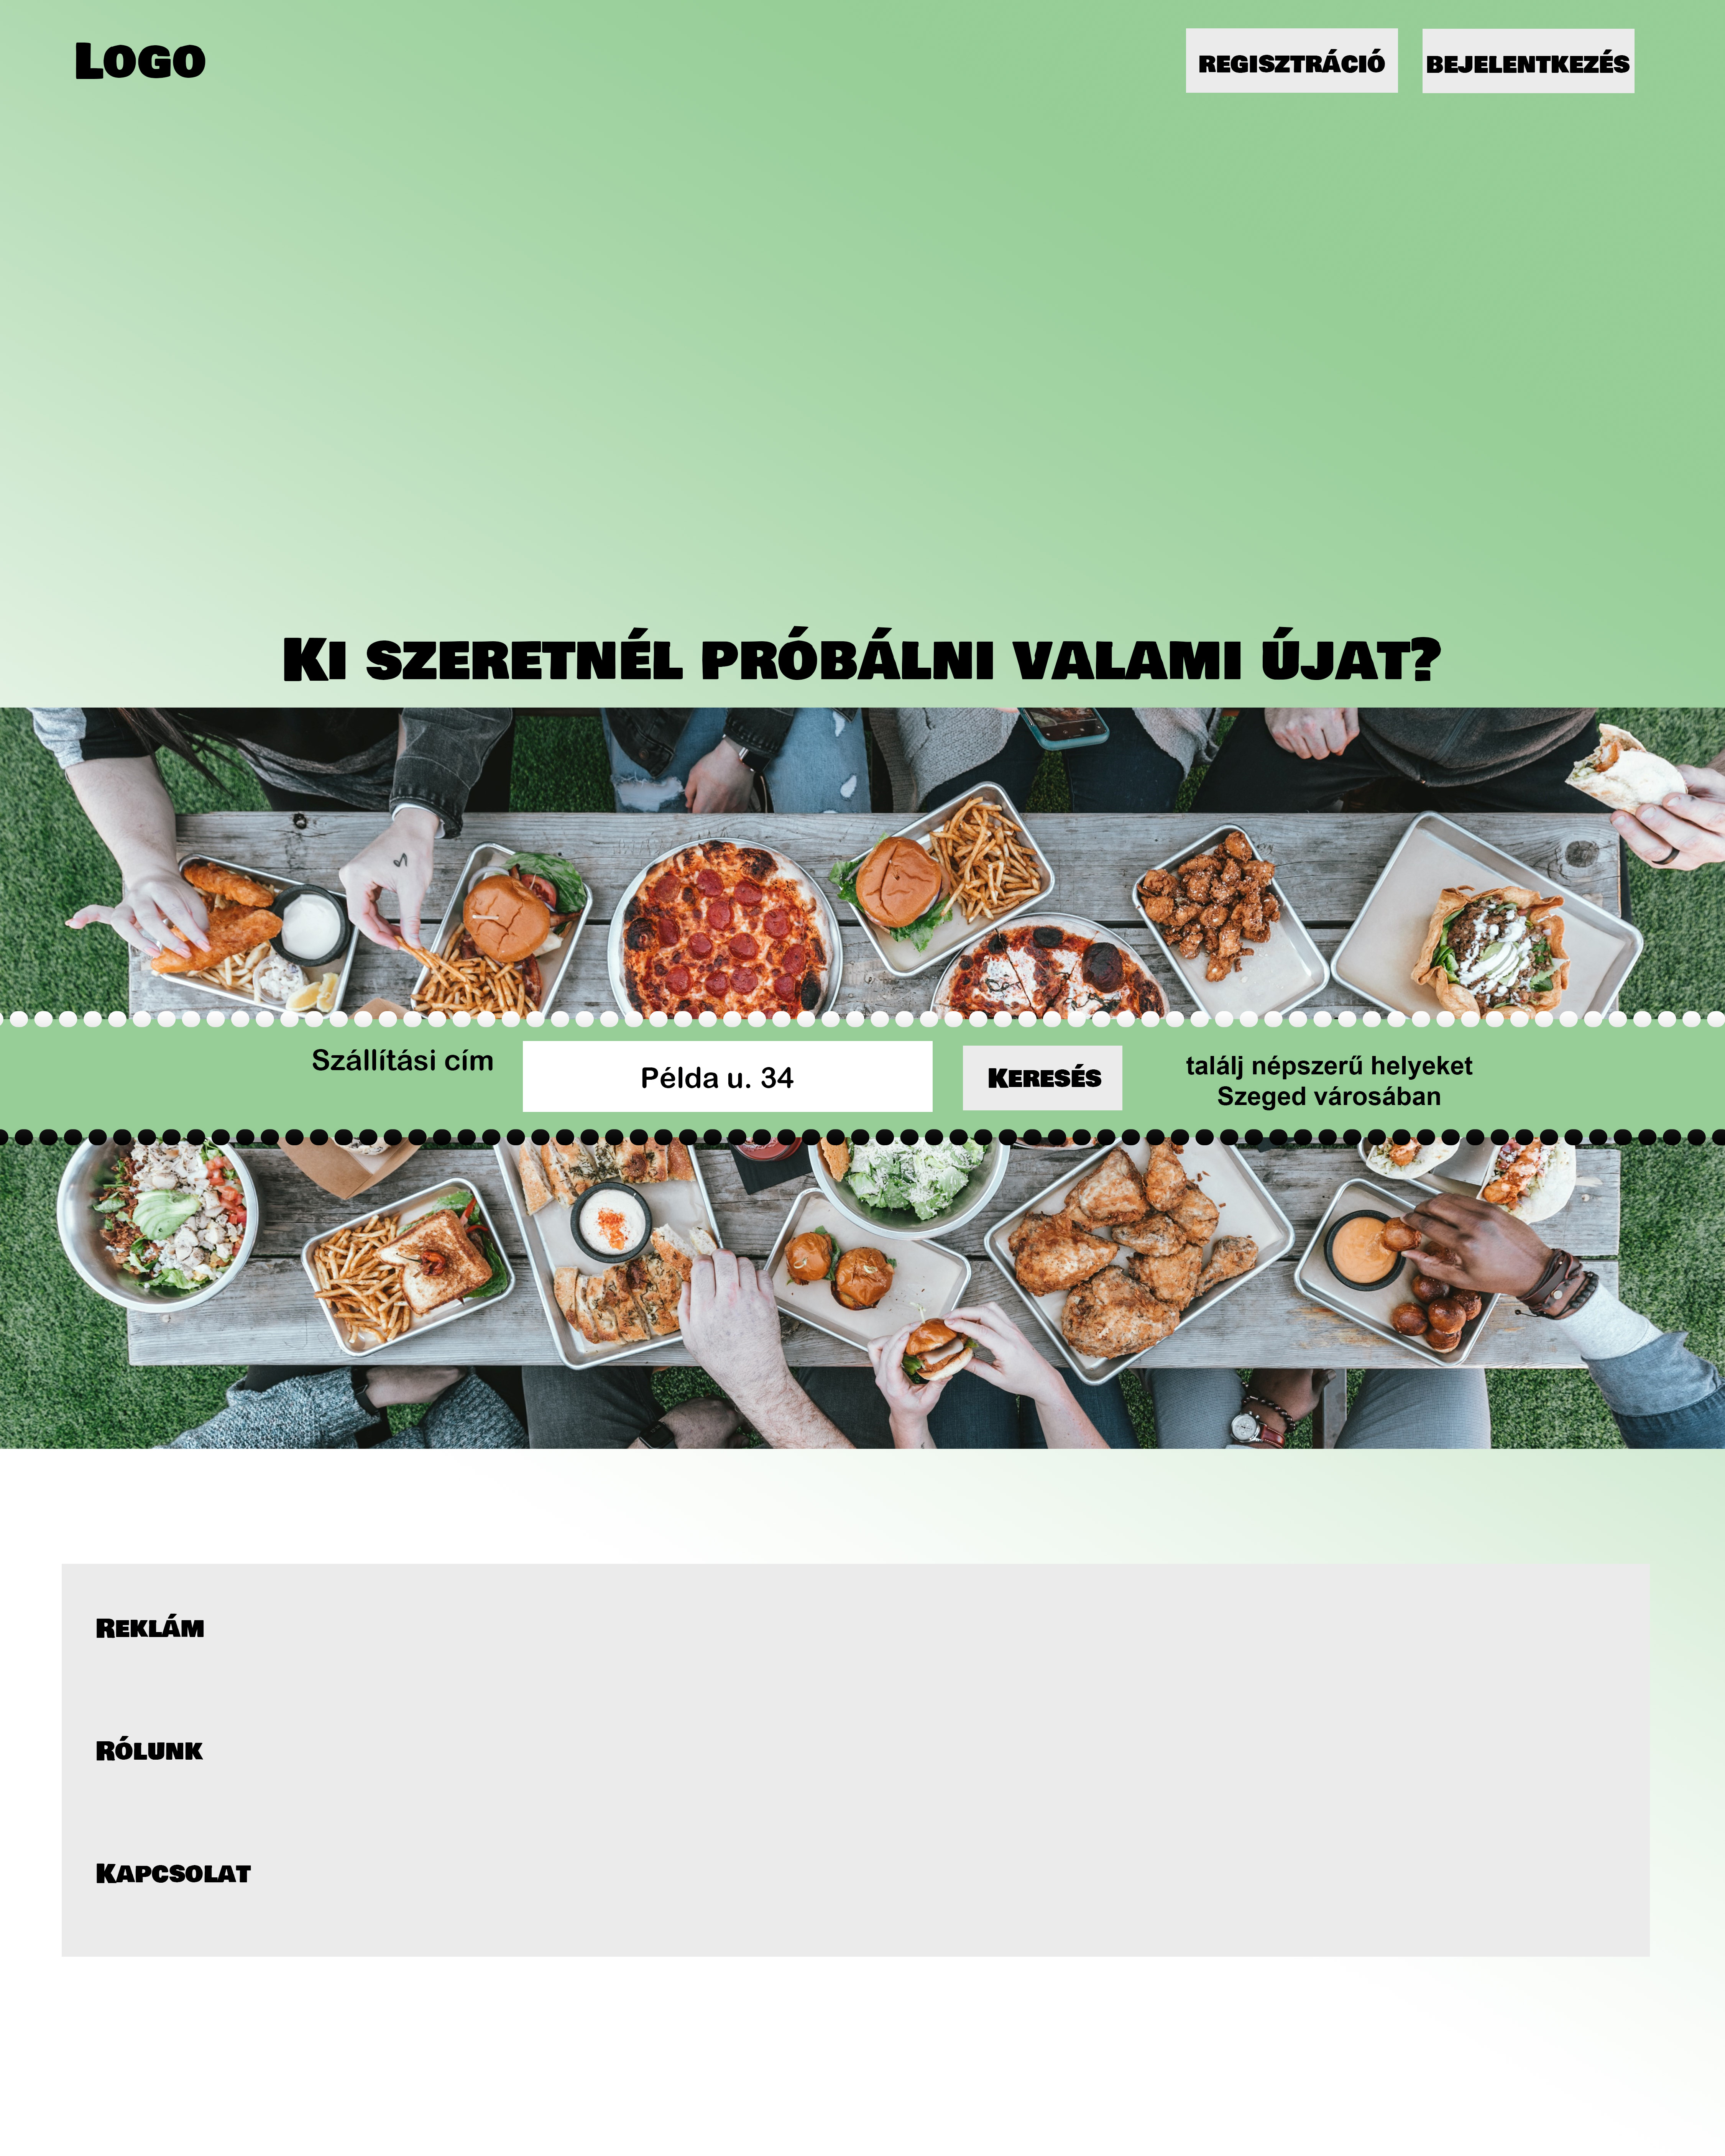 Logo
REGISZTRÁCIÓ
BEJELENTKEZÉS
Ki szeretnél próbálni valami újat?
Szállítási cím
Példa u. 34
Keresés
találj népszerű helyeket
Szeged városában
Reklám
Rólunk
Kapcsolat